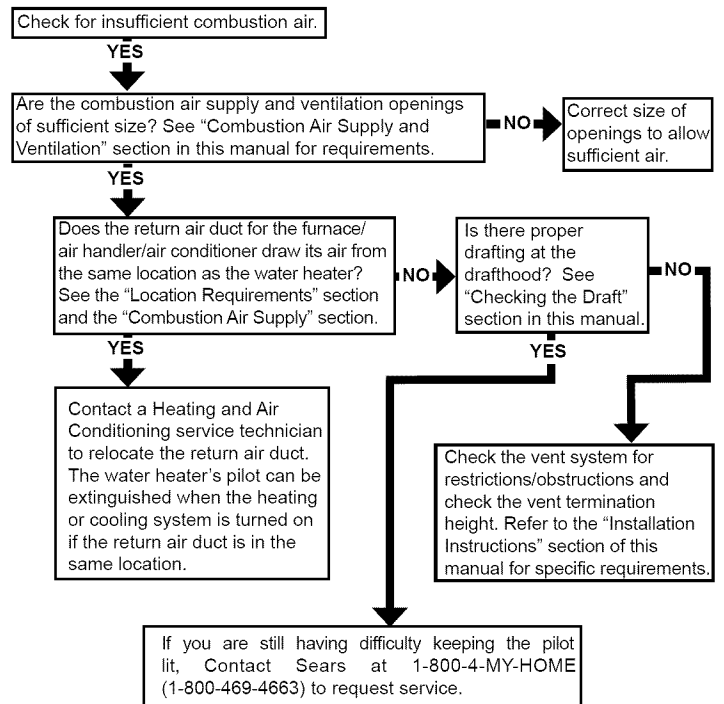 Check for insufficient combustion air.
YES
Are the combustion air supply and ventilation openings
of sufficient size? See “Combustion Air Supply and
Ventilation” section in this manual for requirements.
NO
Correct size of
openings to allow
sufficient air.
YES
Does the return air duct for the furnace/
air handler/air conditioner draw its air from
the same location as the water heater?
See the “Location Requirements” section
and the “Combustion Air Supply” section.
NO
Is there proper
drafting at the
drafthood? See
“Checking the Draft”
section in this manual.
NO
YES
YES
Contact a Heating and Air
Conditioning service technician
to relocate the return air duct.
The water heater’s pilot can be
extinguished when the heating
or cooling system is turned on
if the return air duct is in the
same location.
Check the vent system for
restrictions/obstructions and
check the vent termination
height. Refer to the “Installation
Instructions” section of this
manual for specific requirements.
If you are still having difficulty keeping the pilot
lit, Contact Sears at 1-800-4-MY-HOME
(1-800-469-4663) to request service.